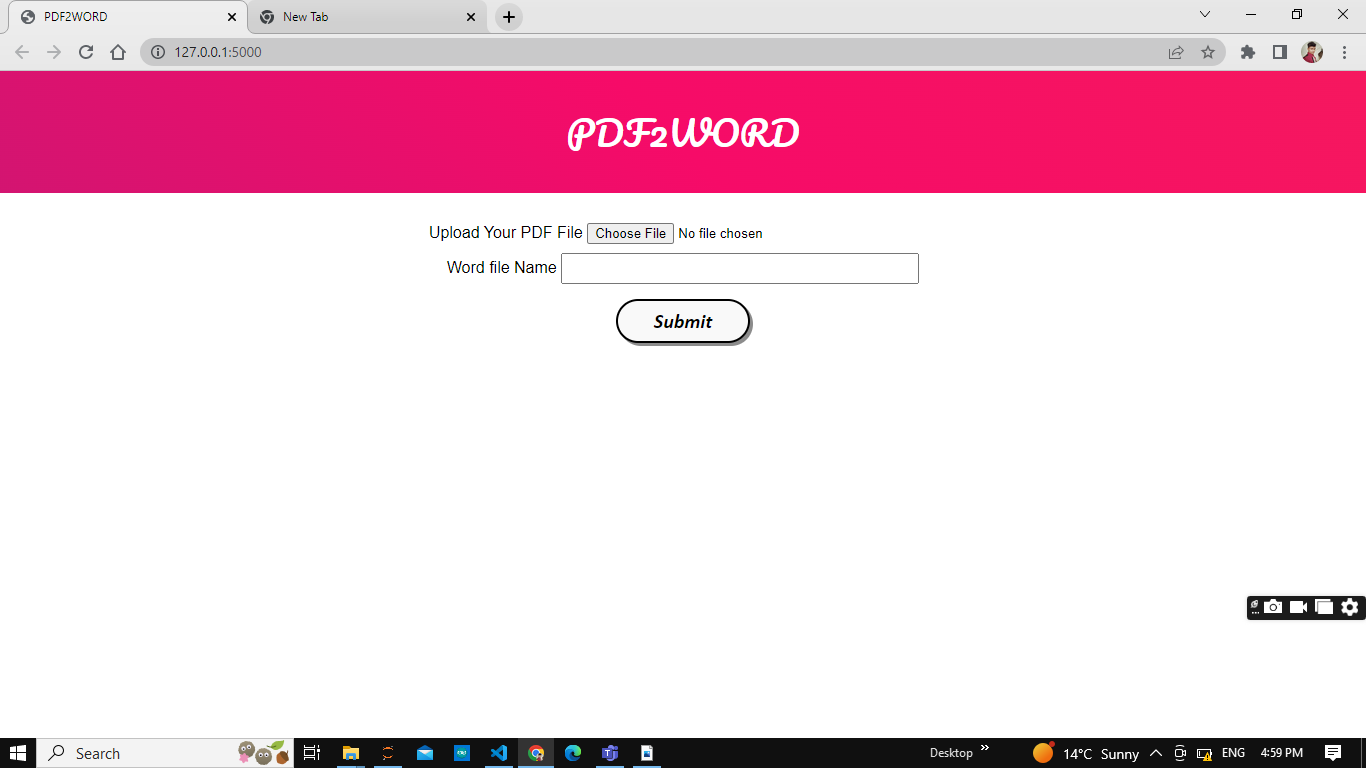 PDF2WORD
New Tab
127.0.0.1:5000
PDF2WORD
Upload Your PDF File Choose File No file chosen
Word file Name
Submit
Search
Desktop
14°C Sunny
ENG
4:59 PM